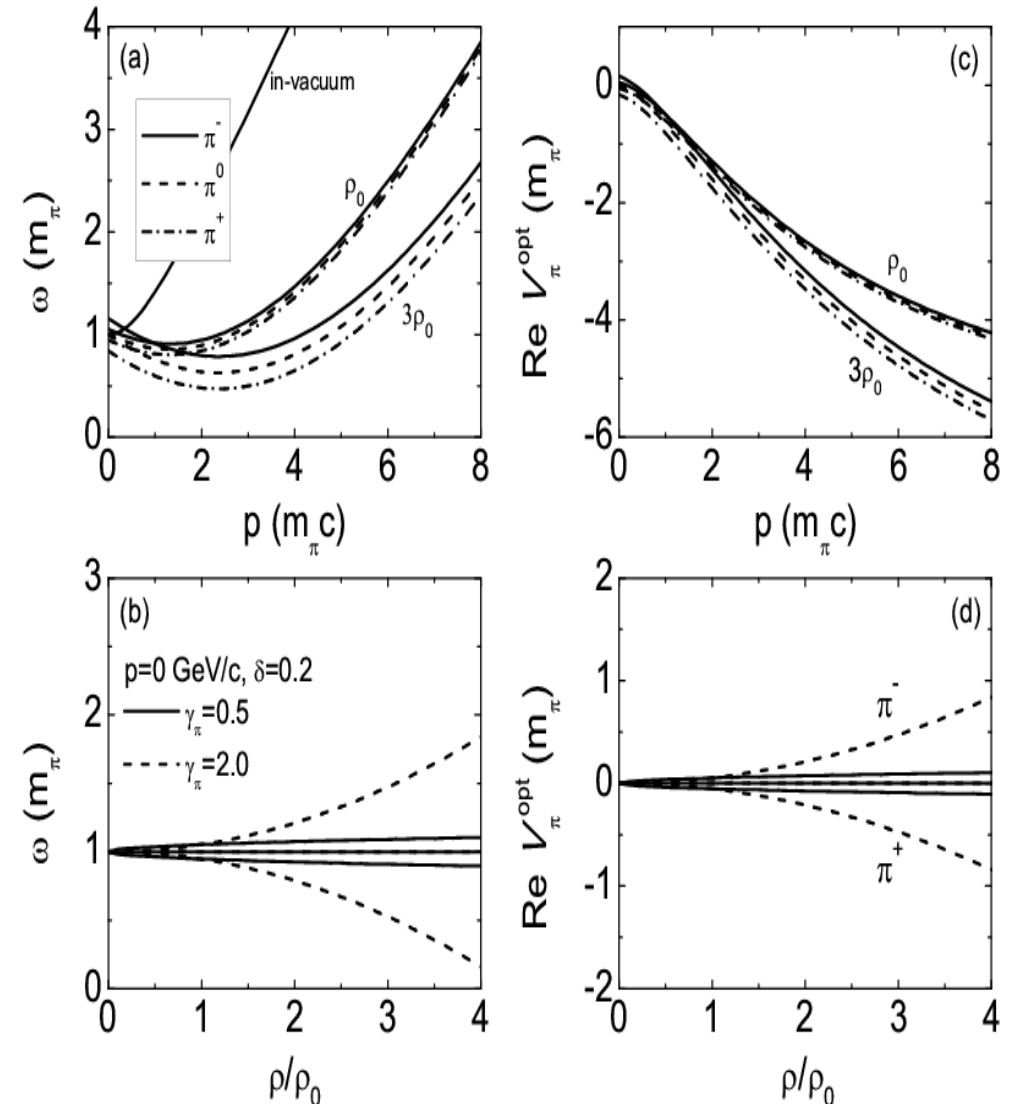 (a)
in-vacuum
π⁻
π⁰
π⁺
ρ₀
3ρ₀
4
3
2
1
0
ω (m_π)
0 2 4 6 8
p (m_π c)
(c)
ρ₀
3ρ₀
0
-2
-4
-6
Re V_π^opt (m_π)
0 2 4 6 8
p (m_π c)
(b)
p=0 GeV/c, δ=0.2
γ_π=0.5
γ_π=2.0
3
2
1
0
ω (m_π)
0 1 2 3 4
ρ/ρ₀
(d)
π⁻
π⁺
2
1
0
-1
-2
Re V_π^opt (m_π)
0 1 2 3 4
ρ/ρ₀